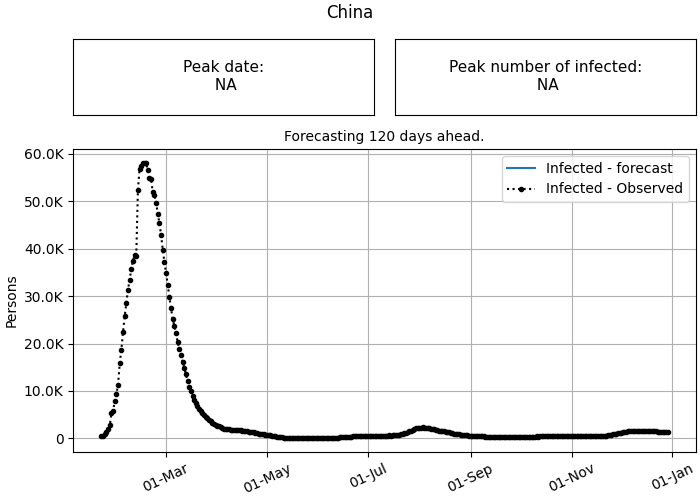 China
Peak date:
NA
Peak number of infected:
NA
Forecasting 120 days ahead.
Infected - forecast
Infected - Observed
60.0K
50.0K
40.0K
30.0K
20.0K
10.0K
0
Persons
01-Mar
01-May
01-Jul
01-Sep
01-Nov
01-Jan